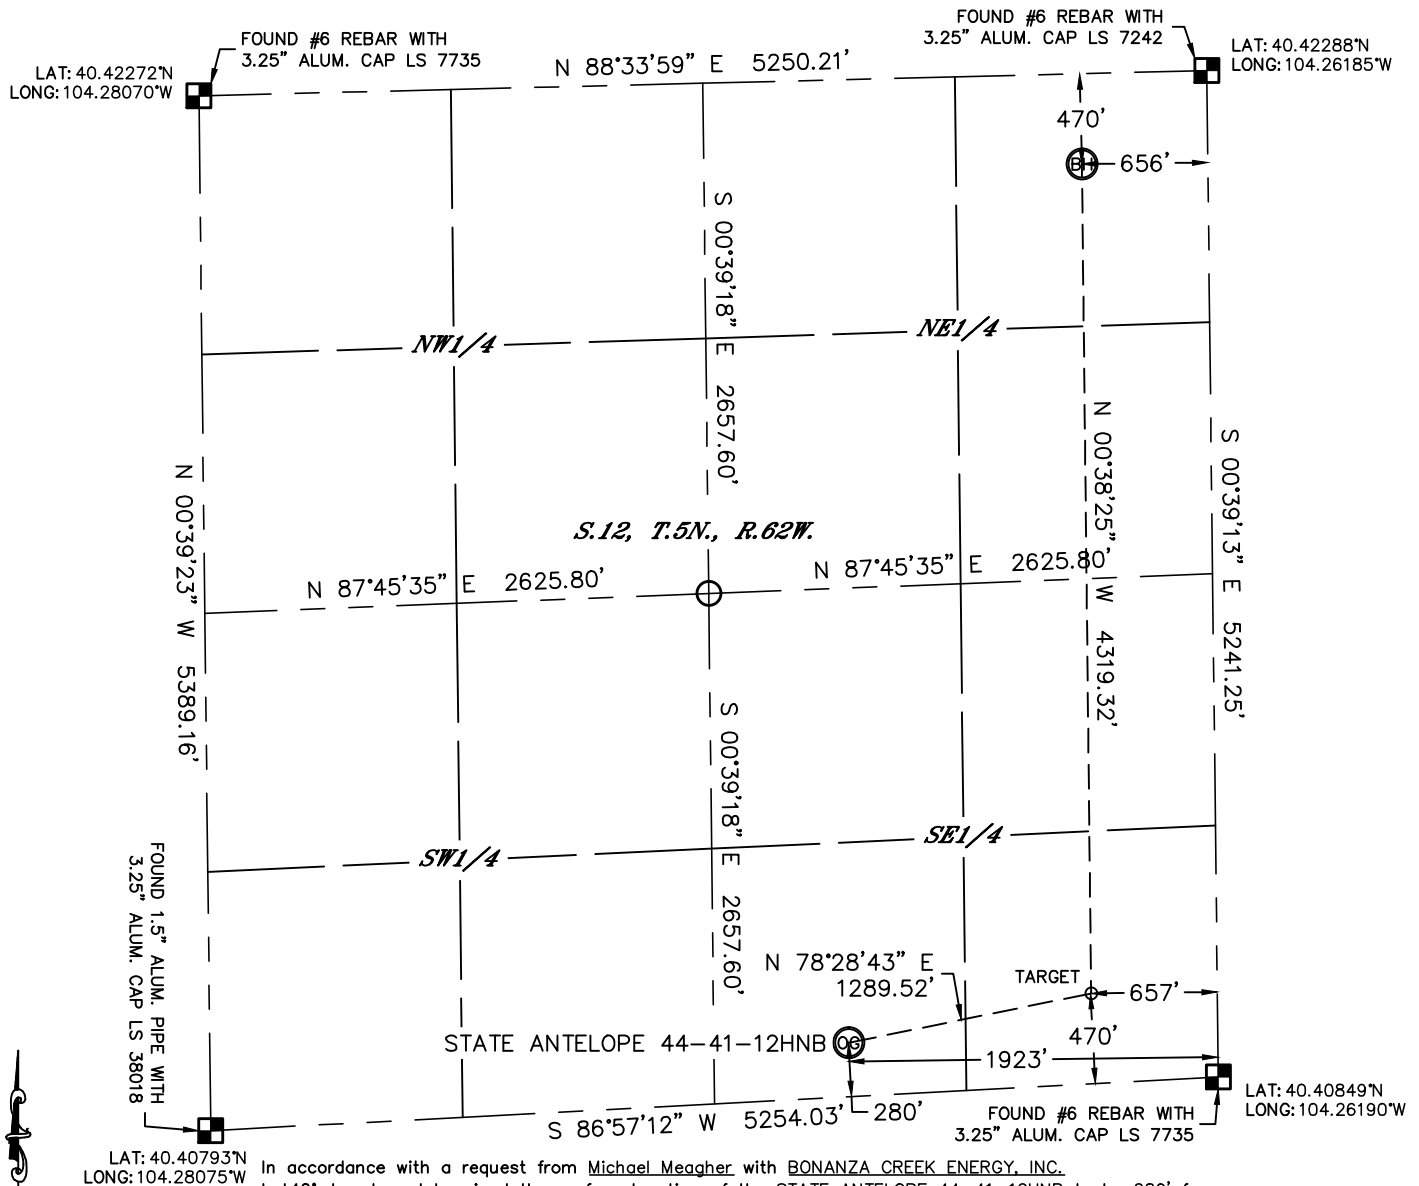 FOUND #6 REBAR WITH
3.25" ALUM. CAP LS 7735
LAT: 40.42272°N
LONG: 104.28070°W
N 88°33'59" E 5250.21'
FOUND #6 REBAR WITH
3.25" ALUM. CAP LS 7242
LAT: 40.42288°N
LONG: 104.26185°W
470'
BH
656'
S 00°39'18" E 2657.60'
NW1/4
NE1/4
N 00°39'23" W 5389.16'
N 00°38'25" W 4319.32'
S 00°39'13" E 5241.25'
S.12, T.5N., R.62W.
N 87°45'35" E 2625.80'
N 87°45'35" E 2625.80'
S 00°39'18" E 2657.60'
SW1/4
SE1/4
FOUND 1.5" ALUM. PIPE WITH
3.25" ALUM. CAP LS 38018
N 78°28'43" E
1289.52'
TARGET
657'
470'
STATE ANTELOPE 44-41-12HNB
OG
1923'
280'
S 86°57'12" W 5254.03'
FOUND #6 REBAR WITH
3.25" ALUM. CAP LS 7735
LAT: 40.40849°N
LONG: 104.26190°W
LAT: 40.40793°N
LONG: 104.28075°W
In accordance with a request from Michael Meagher with BONANZA CREEK ENERGY, INC.